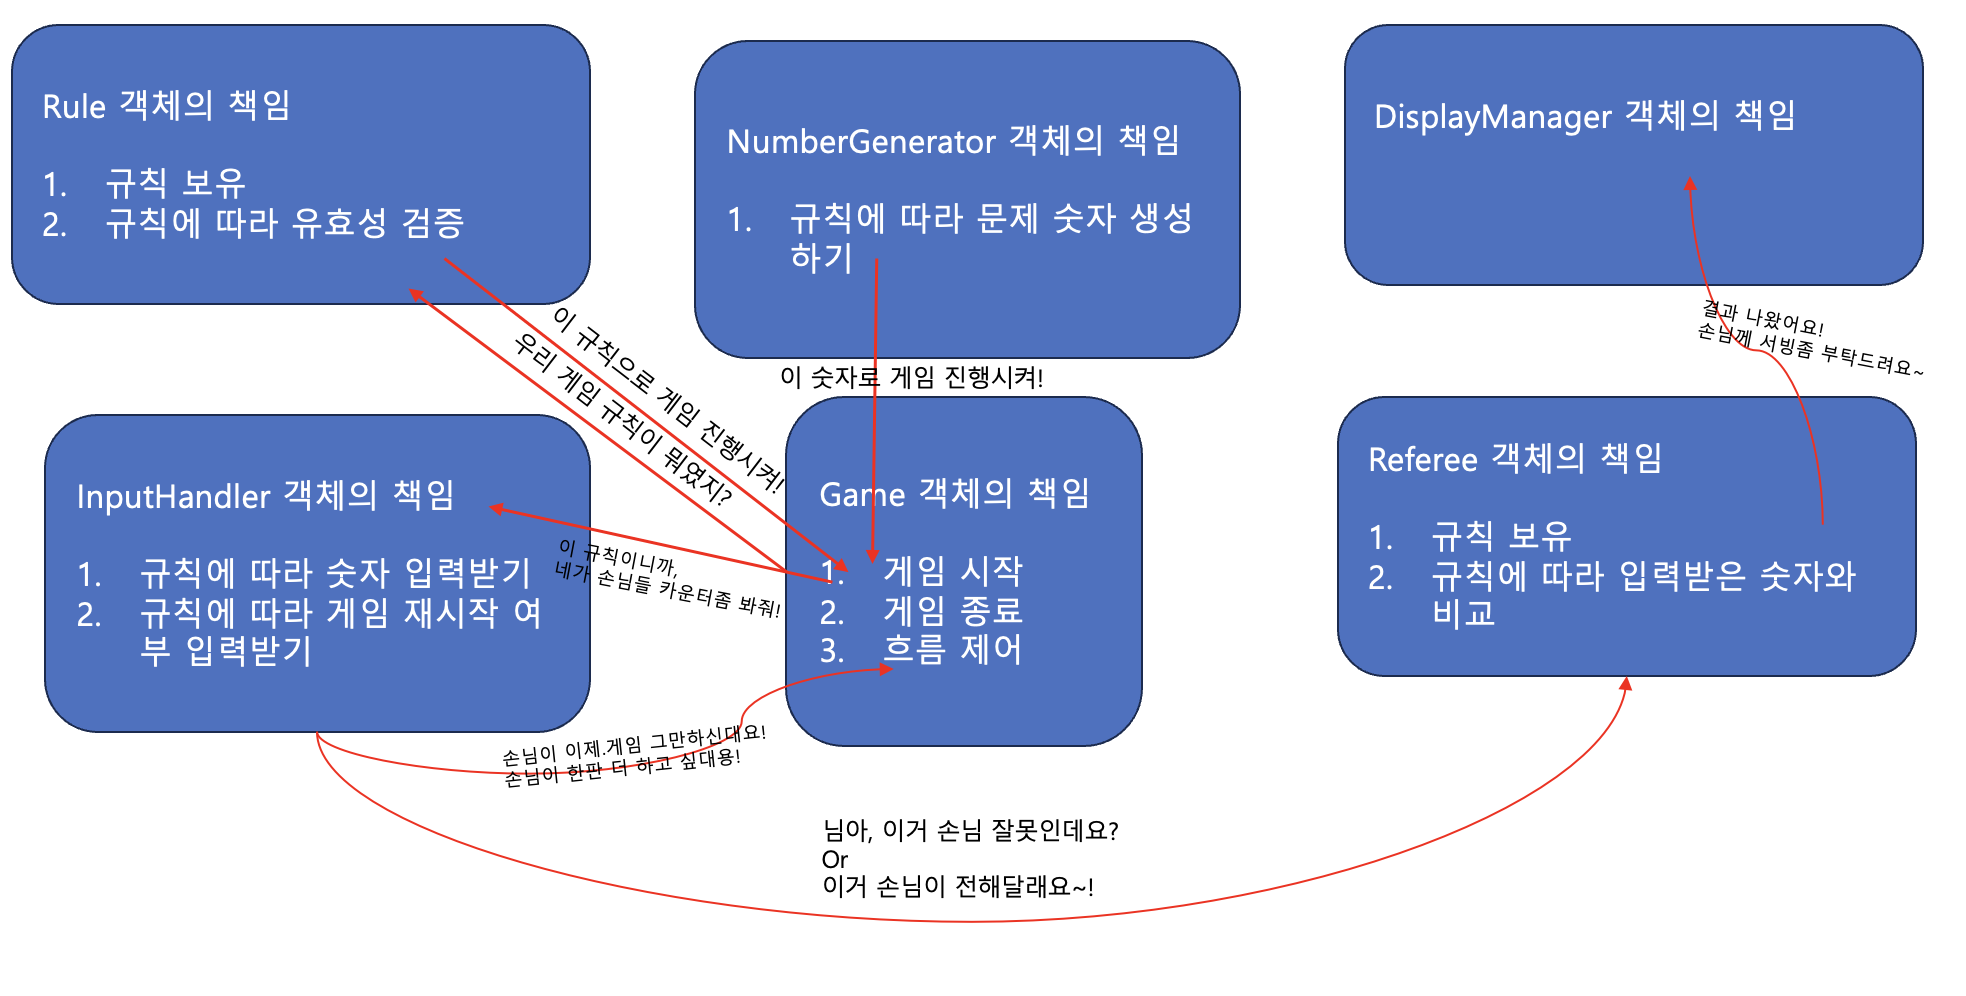 Rule 객체의 책임
1. 규칙 보유
2. 규칙에 따라 유효성 검증
NumberGenerator 객체의 책임
1. 규칙에 따라 문제 숫자 생성
하기
DisplayManager 객체의 책임
이 규칙으로 게임 진행시켜!
우리 게임 규칙이 뭐였지?
이 숫자로 게임 진행시켜!
결과 나왔어요!
손님께 서빙좀 부탁드려요~
InputHandler 객체의 책임
1. 규칙에 따라 숫자 입력받기
2. 규칙에 따라 게임 재시작 여
부 입력받기
이 규칙이니까,
네가 손님들 카운터좀 봐줘!
Game 객체의 책임
1. 게임 시작
2. 게임 종료
3. 흐름 제어
Referee 객체의 책임
1. 규칙 보유
2. 규칙에 따라 입력받은 숫자와
비교
손님이 이제.게임 그만하신대요!
손님이 한판 더 하고 싶대용!
님아, 이거 손님 잘못인데요?
Or
이거 손님이 전해달래요~!